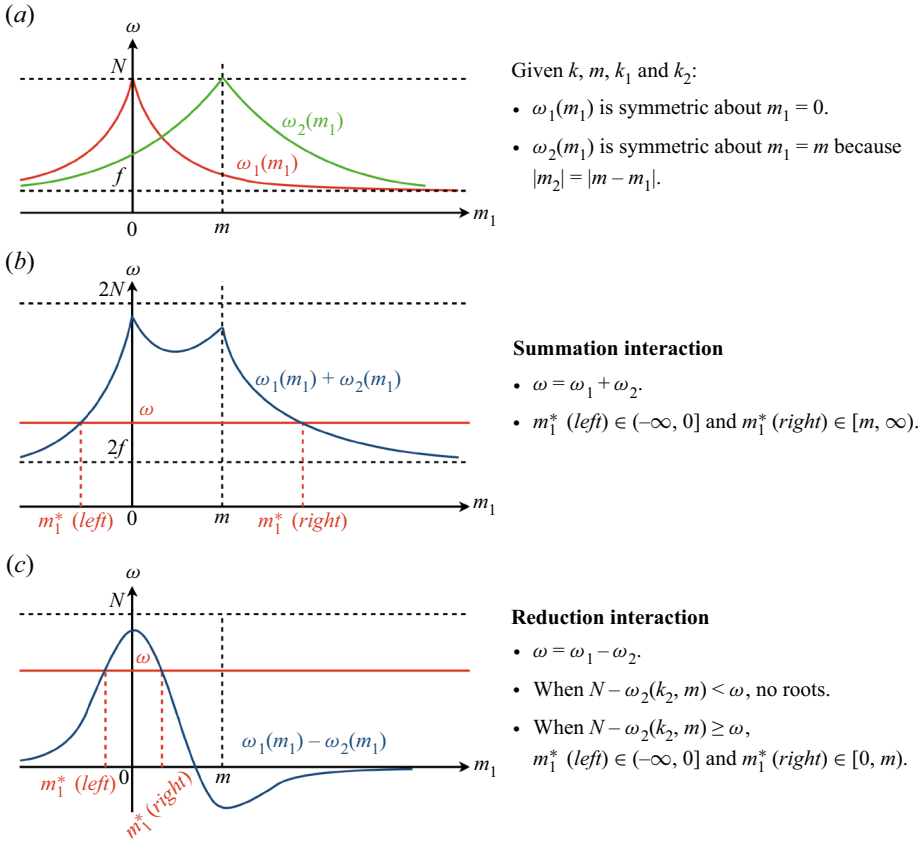 (a)
ω
N
ω₂(m₁)
ω₁(m₁)
f
0
m
m₁
Given k, m, k₁ and k₂:
• ω₁(m₁) is symmetric about m₁ = 0.
• ω₂(m₁) is symmetric about m₁ = m because
|m₂| = |m – m₁|.
(b)
ω
2N
ω₁(m₁) + ω₂(m₁)
ω
2f
m₁* (left)
0
m
m₁* (right)
m₁
Summation interaction
• ω = ω₁ + ω₂.
• m₁* (left) ∈ (–∞, 0] and m₁* (right) ∈ [m, ∞).
(c)
ω
N
ω
ω₁(m₁) – ω₂(m₁)
m₁* (left)
0
m₁* (right)
m
m₁
Reduction interaction
• ω = ω₁ – ω₂.
• When N – ω₂(k₂, m) < ω, no roots.
• When N – ω₂(k₂, m) ≥ ω,
m₁* (left) ∈ (–∞, 0] and m₁* (right) ∈ [0, m).